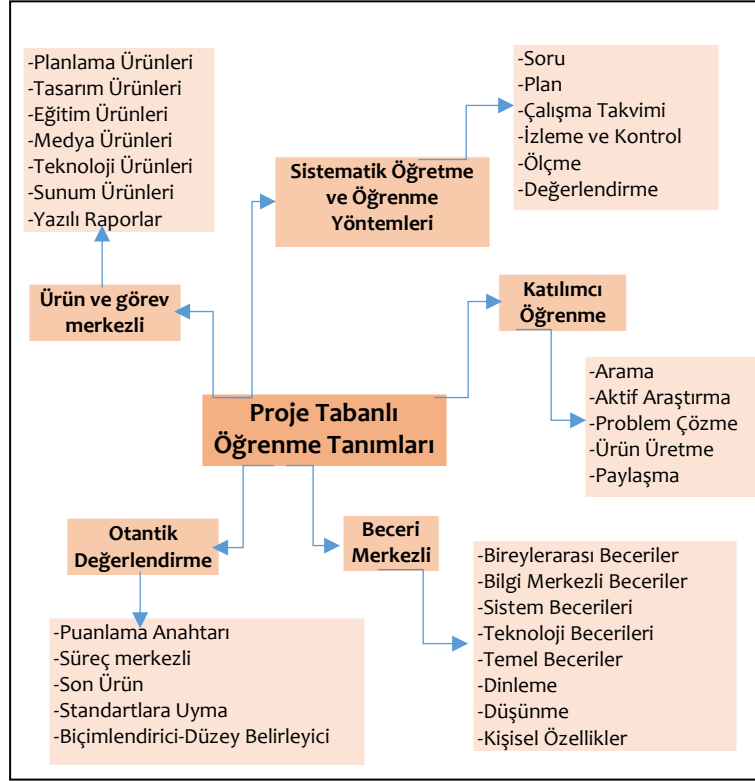 -Planlama Ürünleri
-Tasarım Ürünleri
-Eğitim Ürünleri
-Medya Ürünleri
-Teknoloji Ürünleri
-Sunum Ürünleri
-Yazılı Raporlar
Ürün ve görev
merkezli
Sistematik Öğretme
ve Öğrenme
Yöntemleri
-Soru
-Plan
-Çalışma Takvimi
-İzleme ve Kontrol
-Ölçme
-Değerlendirme
Katılımcı
Öğrenme
-Arama
-Aktif Araştırma
-Problem Çözme
-Ürün Üretme
-Paylaşma
Proje Tabanlı
Öğrenme Tanımları
Otantik
Değerlendirme
-Puanlama Anahtarı
-Süreç merkezli
-Son Ürün
-Standartlara Uyma
-Biçimlendirici-Düzey Belirleyici
Beceri
Merkezli
-Bireylerarası Beceriler
-Bilgi Merkezli Beceriler
-Sistem Becerileri
-Teknoloji Becerileri
-Temel Beceriler
-Dinleme
-Düşünme
-Kişisel Özellikler